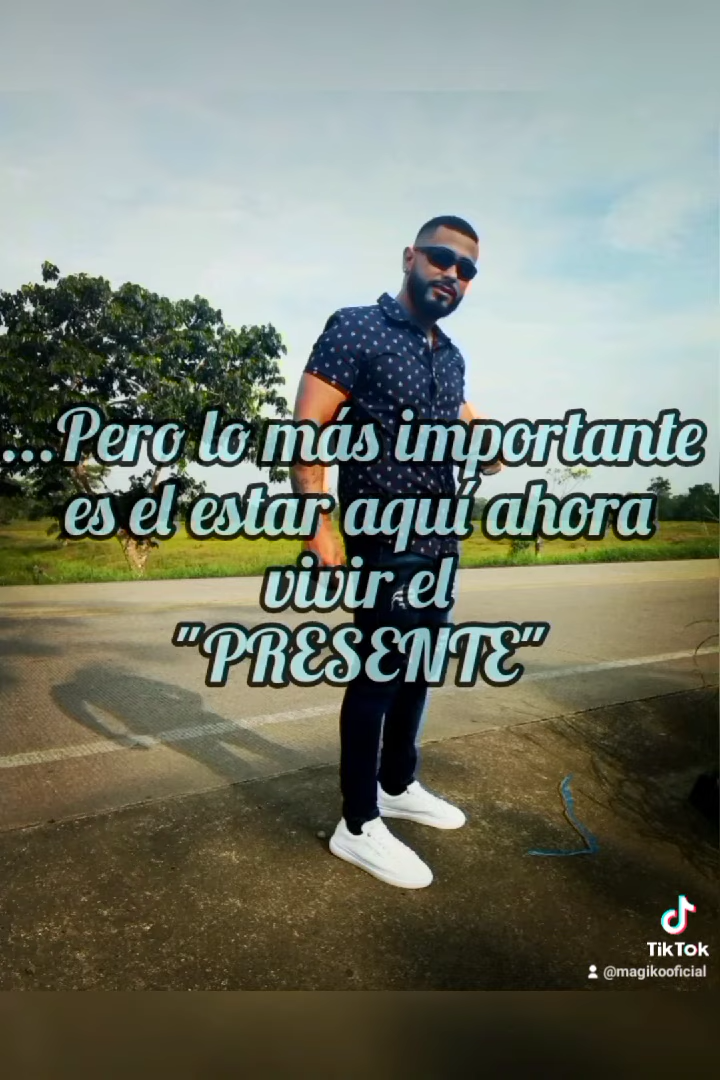 ...Pero lo más importante
es el estar aquí ahora
vivir el
"PRESENTE"
TikTok
@magikooficial